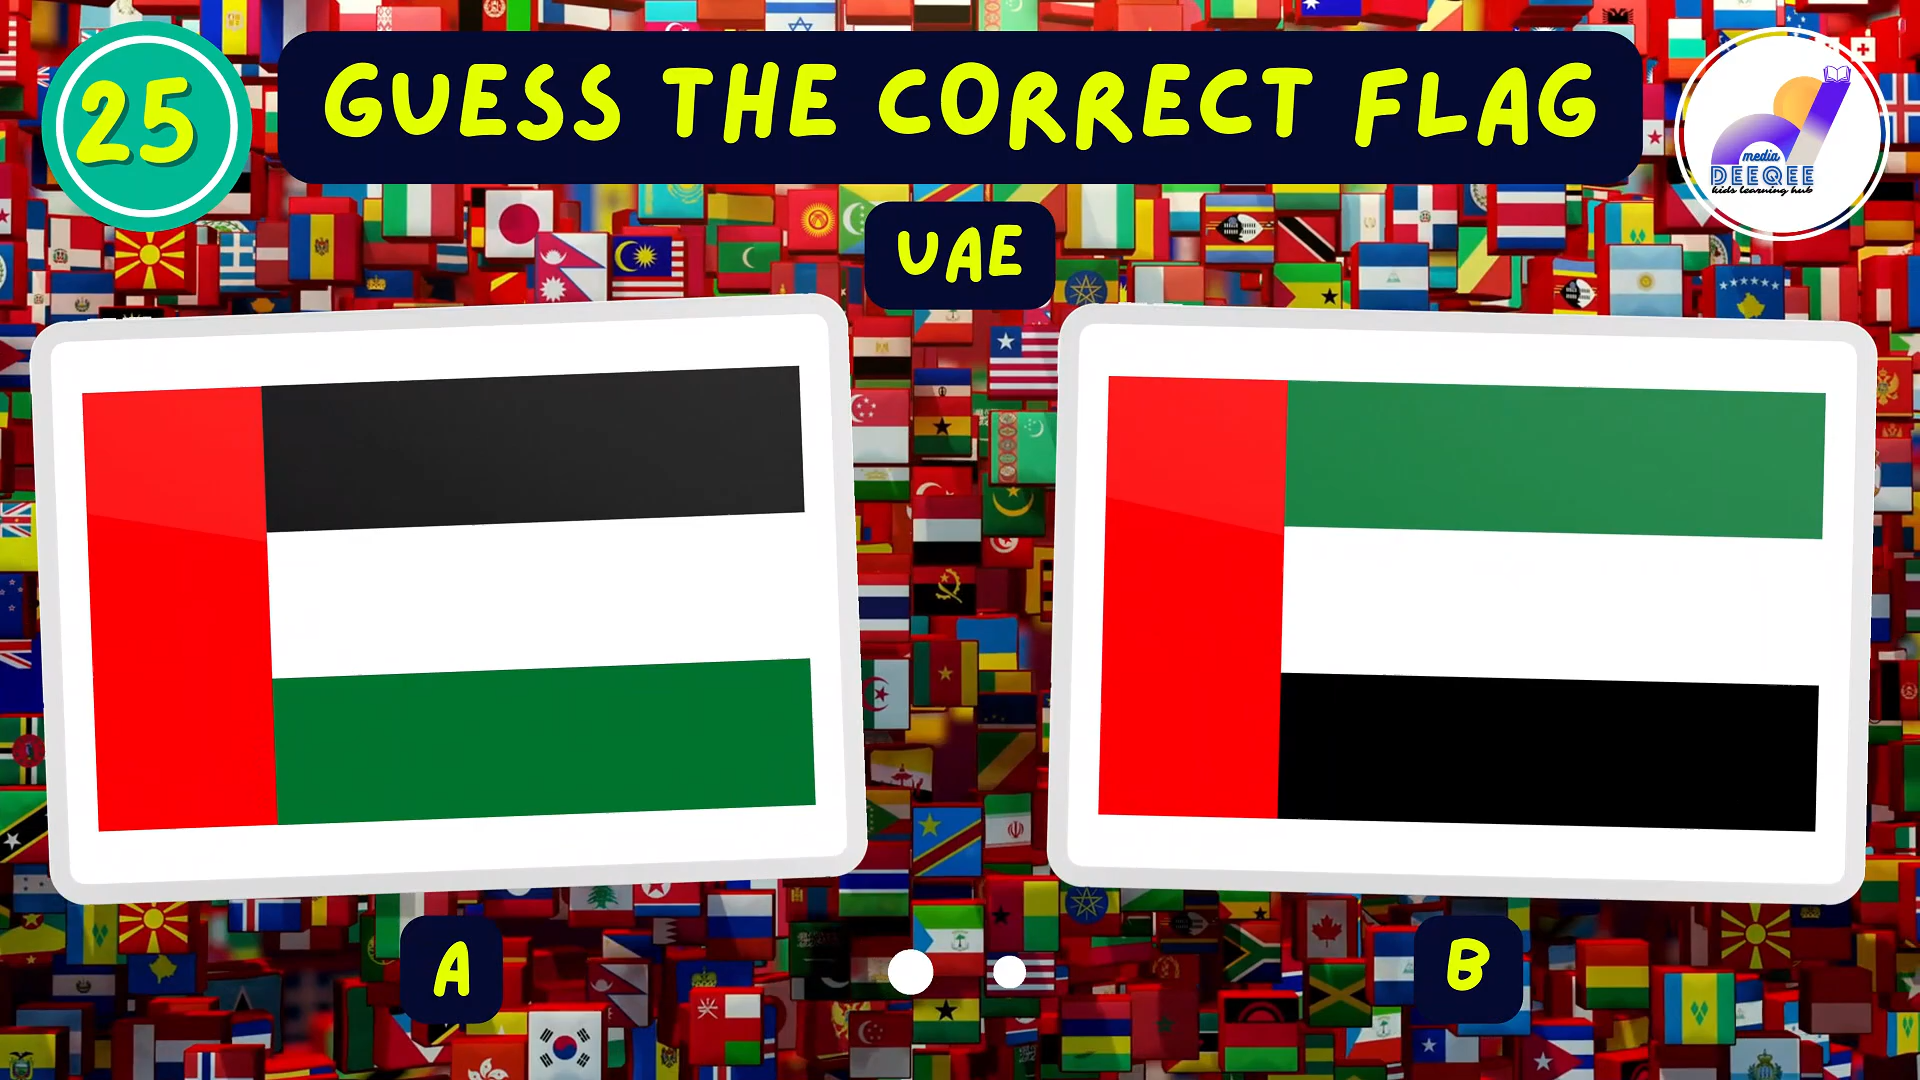 25
GUESS THE CORRECT FLAG
media
DEEQEE
kids learning hub
UAE
A
B